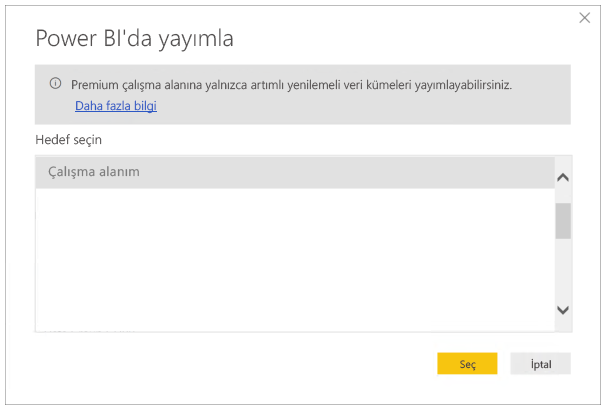 Power BI'da yayımla
Premium çalışma alanına yalnızca artımlı yenilemeli veri kümeleri yayımlayabilirsiniz.
Daha fazla bilgi
Hedef seçin
Çalışma alanım
Seç
İptal